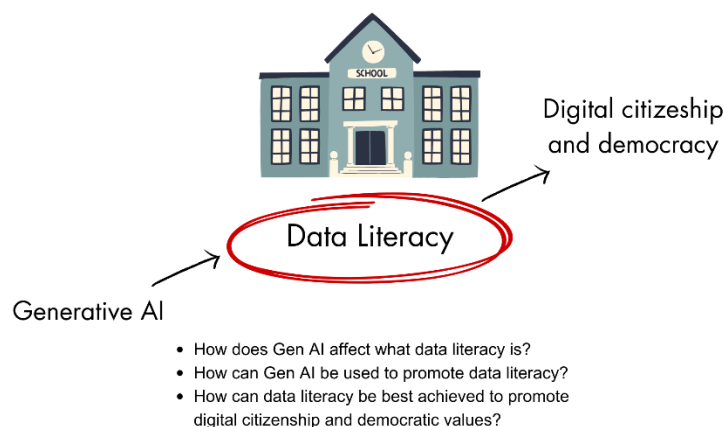 SCHOOL
Digital citizeship
and democracy
Data Literacy
Generative AI
• How does Gen AI affect what data literacy is?
• How can Gen AI be used to promote data literacy?
• How can data literacy be best achieved to promote
digital citizenship and democratic values?